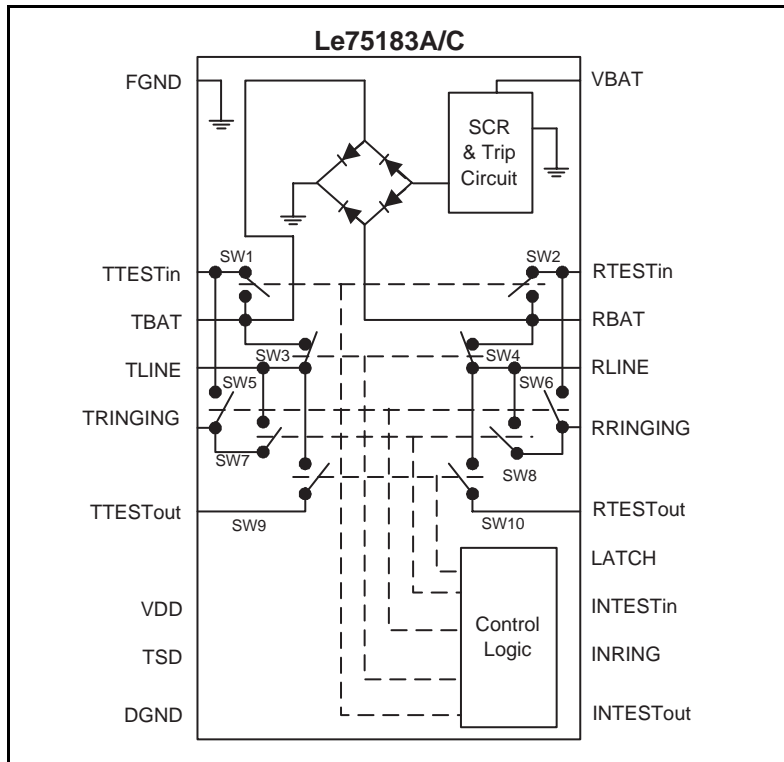 Le75183A/C
FGND
VBAT
SCR
& Trip
Circuit
SW1
SW2
TTESTin
RTESTin
TBAT
RBAT
SW3
SW4
TLINE
RLINE
SW5
SW6
TRINGING
RRINGING
SW7
SW8
TTESTout
RTESTout
SW9
SW10
LATCH
VDD
INTESTin
Control
Logic
TSD
INRING
DGND
INTESTout